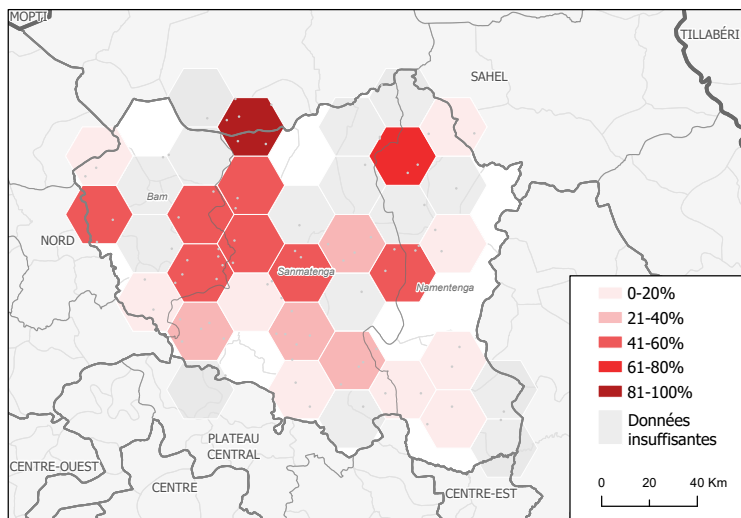 MOPTI
TILLABÉRI
SAHEL
Bam
NORD
Sanmatenga
Namentenga
0-20%
21-40%
41-60%
61-80%
81-100%
Données
insuffisantes
PLATEAU
CENTRAL
CENTRE-OUEST
CENTRE
CENTRE-EST
0 20 40 Km